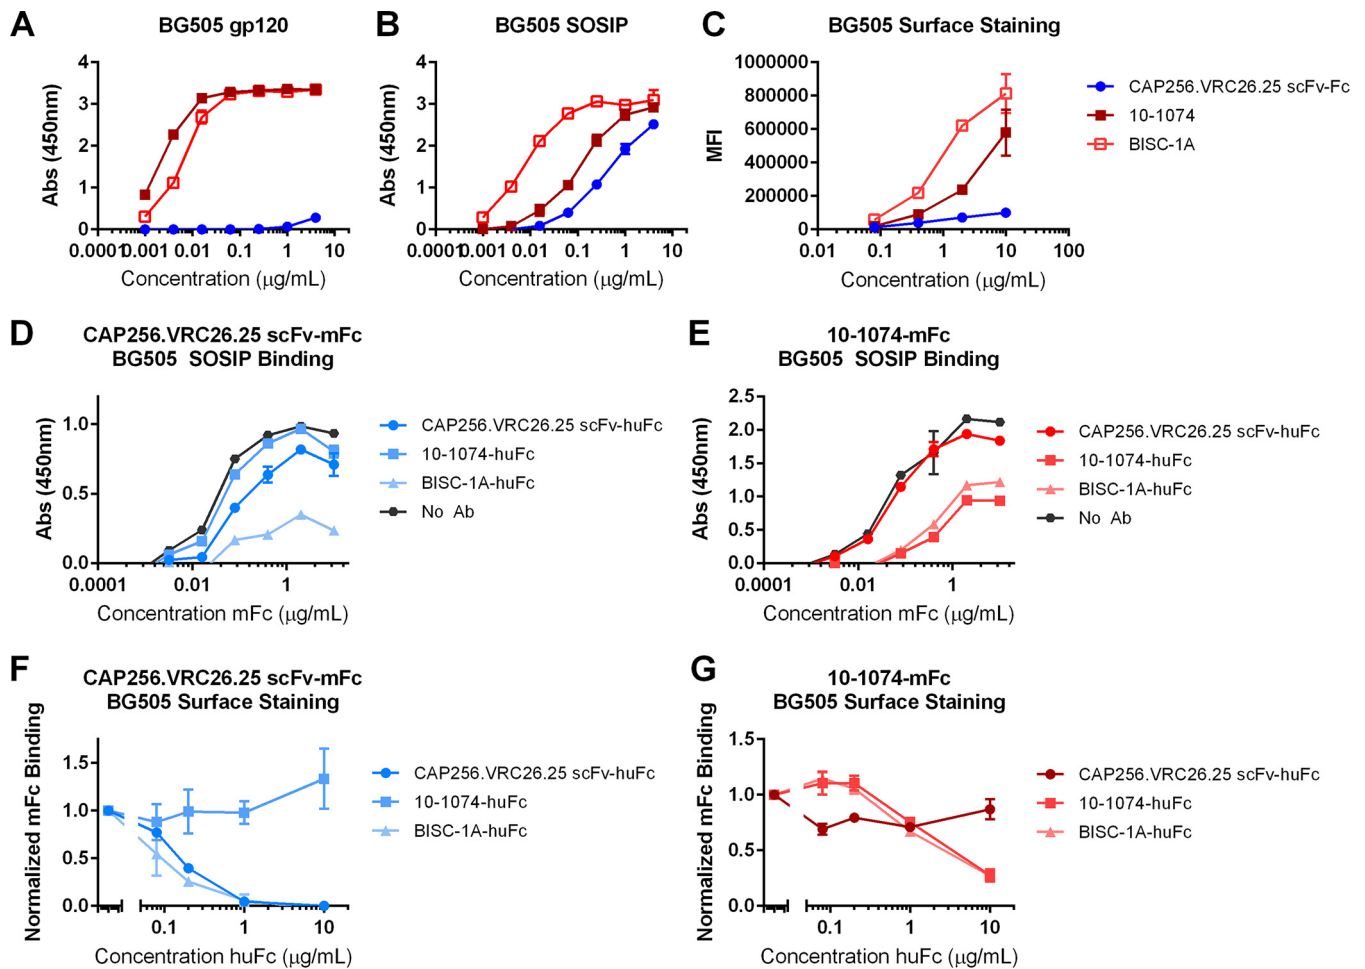 A
BG505 gp120
Abs (450nm)
4
3
2
1
0
0.0001
0.01
1
10
Concentration (μg/mL)
B
BG505 SOSIP
Abs (450nm)
4
3
2
1
0
0.0001
0.01
0.1
1
10
Concentration (μg/mL)
C
BG505 Surface Staining
MFI
1000000
800000
600000
400000
200000
0
0.01
0.1
1
10
100
Concentration (μg/mL)
CAP256.VRC26.25 scFv-Fc
10-1074
BISC-1A
D
CAP256.VRC26.25 scFv-mFc
BG505 SOSIP Binding
Abs (450nm)
1.0
0.5
0.0
0.0001
0.01
1
Concentration mFc (μg/mL)
CAP256.VRC26.25 scFv-huFc
10-1074-huFc
BISC-1A-huFc
No Ab
E
10-1074-mFc
BG505 SOSIP Binding
Abs (450nm)
2.5
2.0
1.5
1.0
0.5
0.0
0.0001
0.01
1
Concentration mFc (μg/mL)
CAP256.VRC26.25 scFv-huFc
10-1074-huFc
BISC-1A-huFc
No Ab
F
CAP256.VRC26.25 scFv-mFc
BG505 Surface Staining
Normalized mFc Binding
1.5
1.0
0.5
0.0
0.1
1
10
Concentration huFc (μg/mL)
CAP256.VRC26.25 scFv-huFc
10-1074-huFc
BISC-1A-huFc
G
10-1074-mFc
BG505 Surface Staining
Normalized mFc Binding
1.5
1.0
0.5
0.0
0.1
1
10
Concentration huFc (μg/mL)
CAP256.VRC26.25 scFv-huFc
10-1074-huFc
BISC-1A-huFc